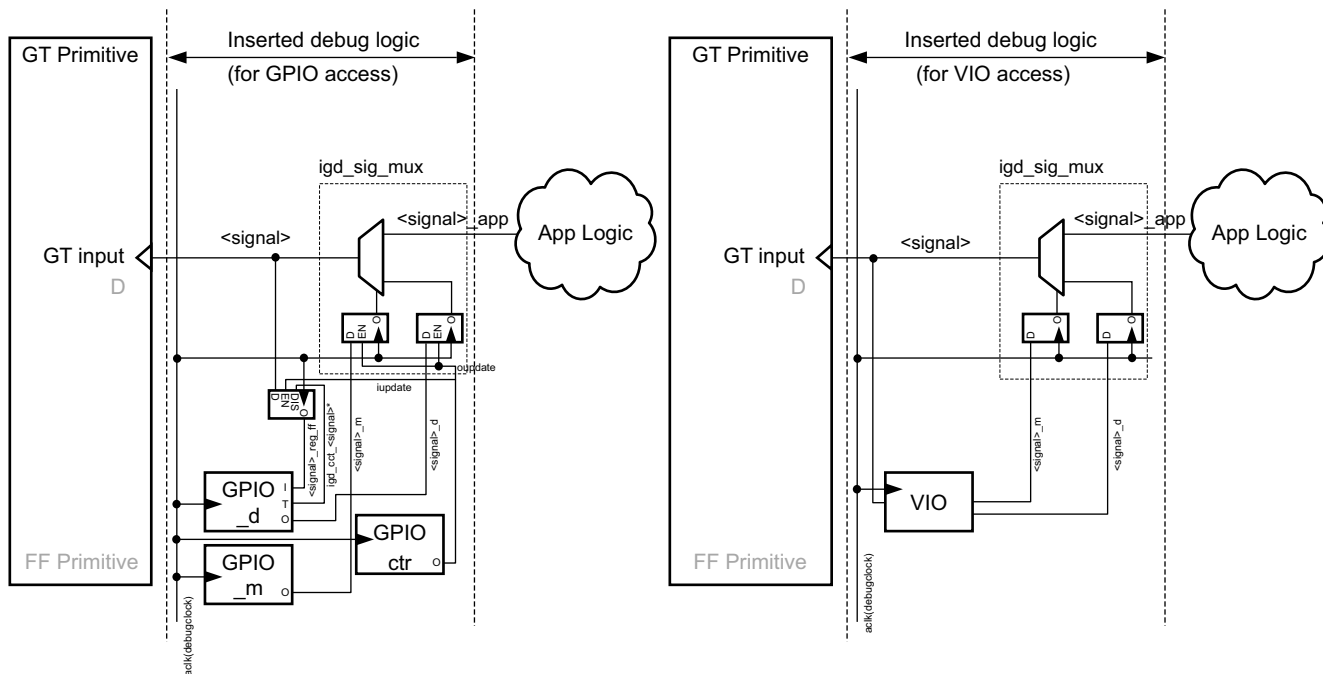 Inserted debug logic
(for GPIO access)
GT Primitive
igd_sig_mux
<signal>_app
App Logic
<signal>
GT input
D
O
O
D
EN
D
EN
oupdate
iupdate
D
EN
DIS
O
<signal>_reg_ff
igd_cct_<signal>*
<signal>_m
<signal>_d
GPIO
_d
I
T
O
GPIO
ctr
O
FF Primitive
GPIO
_m
O
aclk(debugclock)
Inserted debug logic
(for VIO access)
GT Primitive
igd_sig_mux
<signal>_app
App Logic
<signal>
GT input
D
O
O
D
D
<signal>_m
<signal>_d
VIO
FF Primitive
aclk(debugclock)